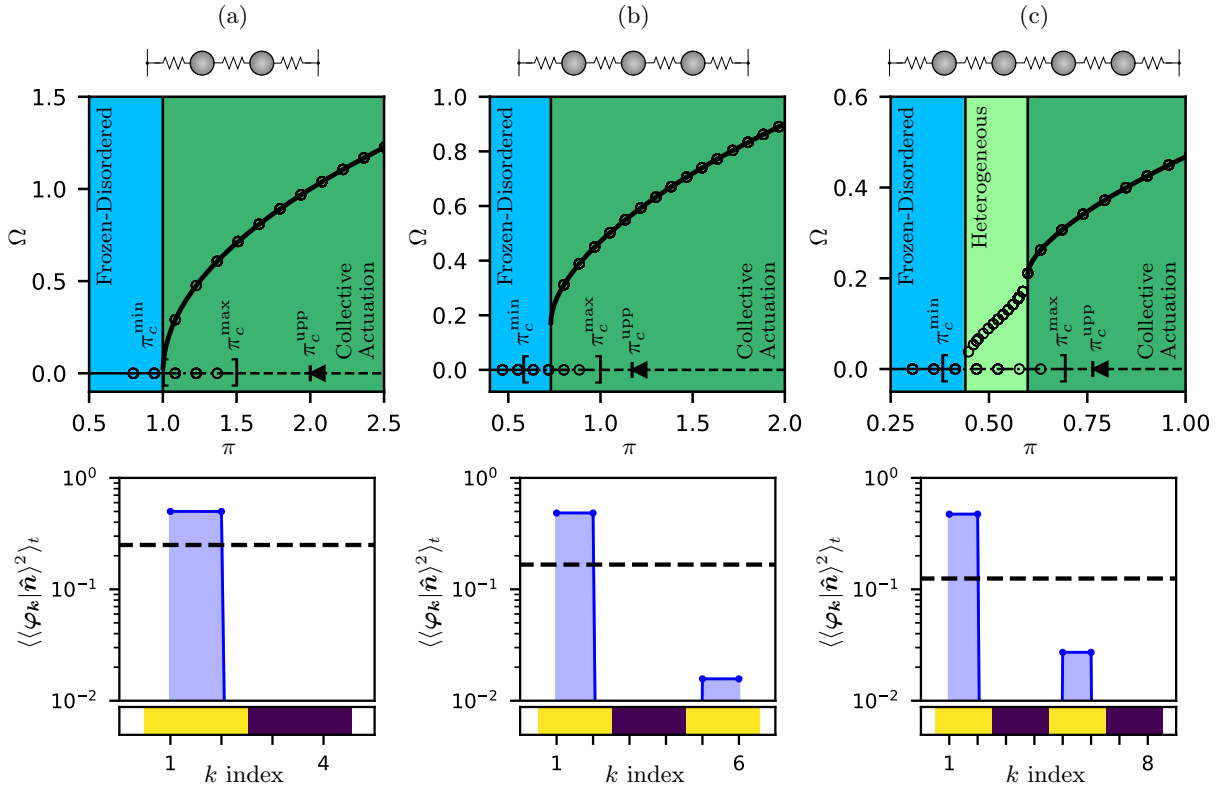 (a)
(b)
(c)
Ω
1.5
1.0
0.5
0.0
Frozen-Disordered
π_c^min
π_c^max
π_c^upp
Collective
Actuation
0.5
1.0
1.5
2.0
2.5
π
Ω
1.0
0.8
0.6
0.4
0.2
0.0
Frozen-Disordered
π_c^min
π_c^max
π_c^upp
Collective
Actuation
0.5
1.0
1.5
2.0
π
Ω
0.6
0.4
0.2
0.0
Frozen-Disordered
Heterogeneous
π_c^min
π_c^max
π_c^upp
Collective
Actuation
0.25
0.50
0.75
1.00
π
⟨⟨φ_k|n̂⟩²⟩_t
10⁰
10⁻¹
10⁻²
1
4
k index
⟨⟨φ_k|n̂⟩²⟩_t
10⁰
10⁻¹
10⁻²
1
6
k index
⟨⟨φ_k|n̂⟩²⟩_t
10⁰
10⁻¹
10⁻²
1
8
k index